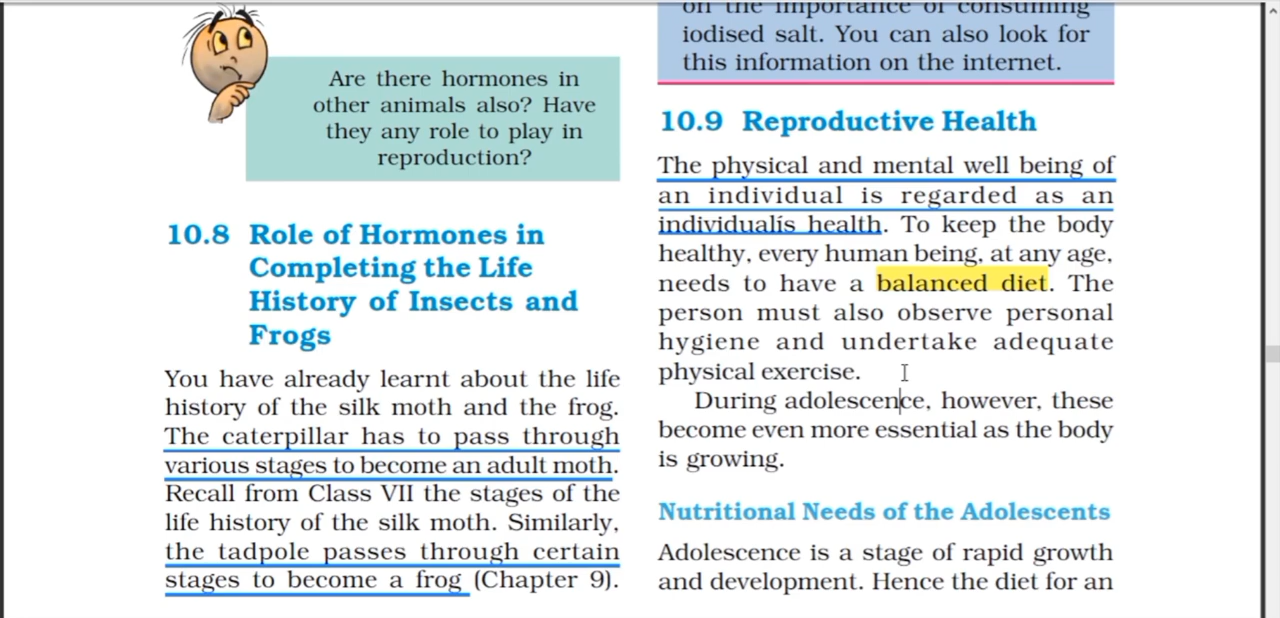 Are there hormones in
other animals also? Have
they any role to play in
reproduction?
10.8 Role of Hormones in
Completing the Life
History of Insects and
Frogs
You have already learnt about the life
history of the silk moth and the frog.
The caterpillar has to pass through
various stages to become an adult moth.
Recall from Class VII the stages of the
life history of the silk moth. Similarly,
the tadpole passes through certain
stages to become a frog (Chapter 9).
on the importance of consuming
iodised salt. You can also look for
this information on the internet.
10.9 Reproductive Health
The physical and mental well being of
an individual is regarded as an
individualís health. To keep the body
healthy, every human being, at any age,
needs to have a balanced diet. The
person must also observe personal
hygiene and undertake adequate
physical exercise.
During adolescence, however, these
become even more essential as the body
is growing.
Nutritional Needs of the Adolescents
Adolescence is a stage of rapid growth
and development. Hence the diet for an